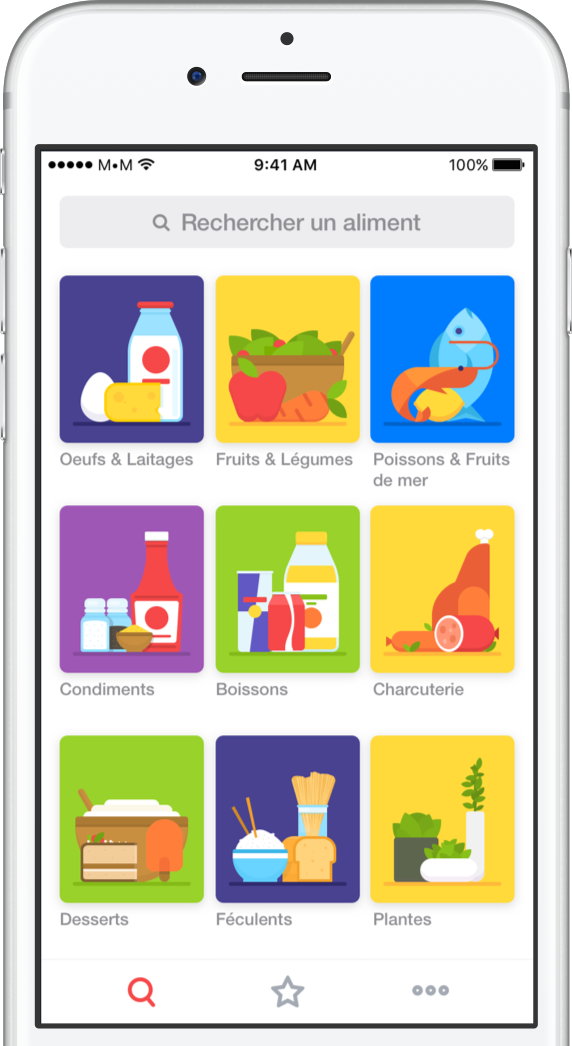 M•M 9:41 AM 100%
Rechercher un aliment
Oeufs & Laitages Fruits & Légumes Poissons & Fruits
de mer
Condiments Boissons Charcuterie
Desserts Féculents Plantes